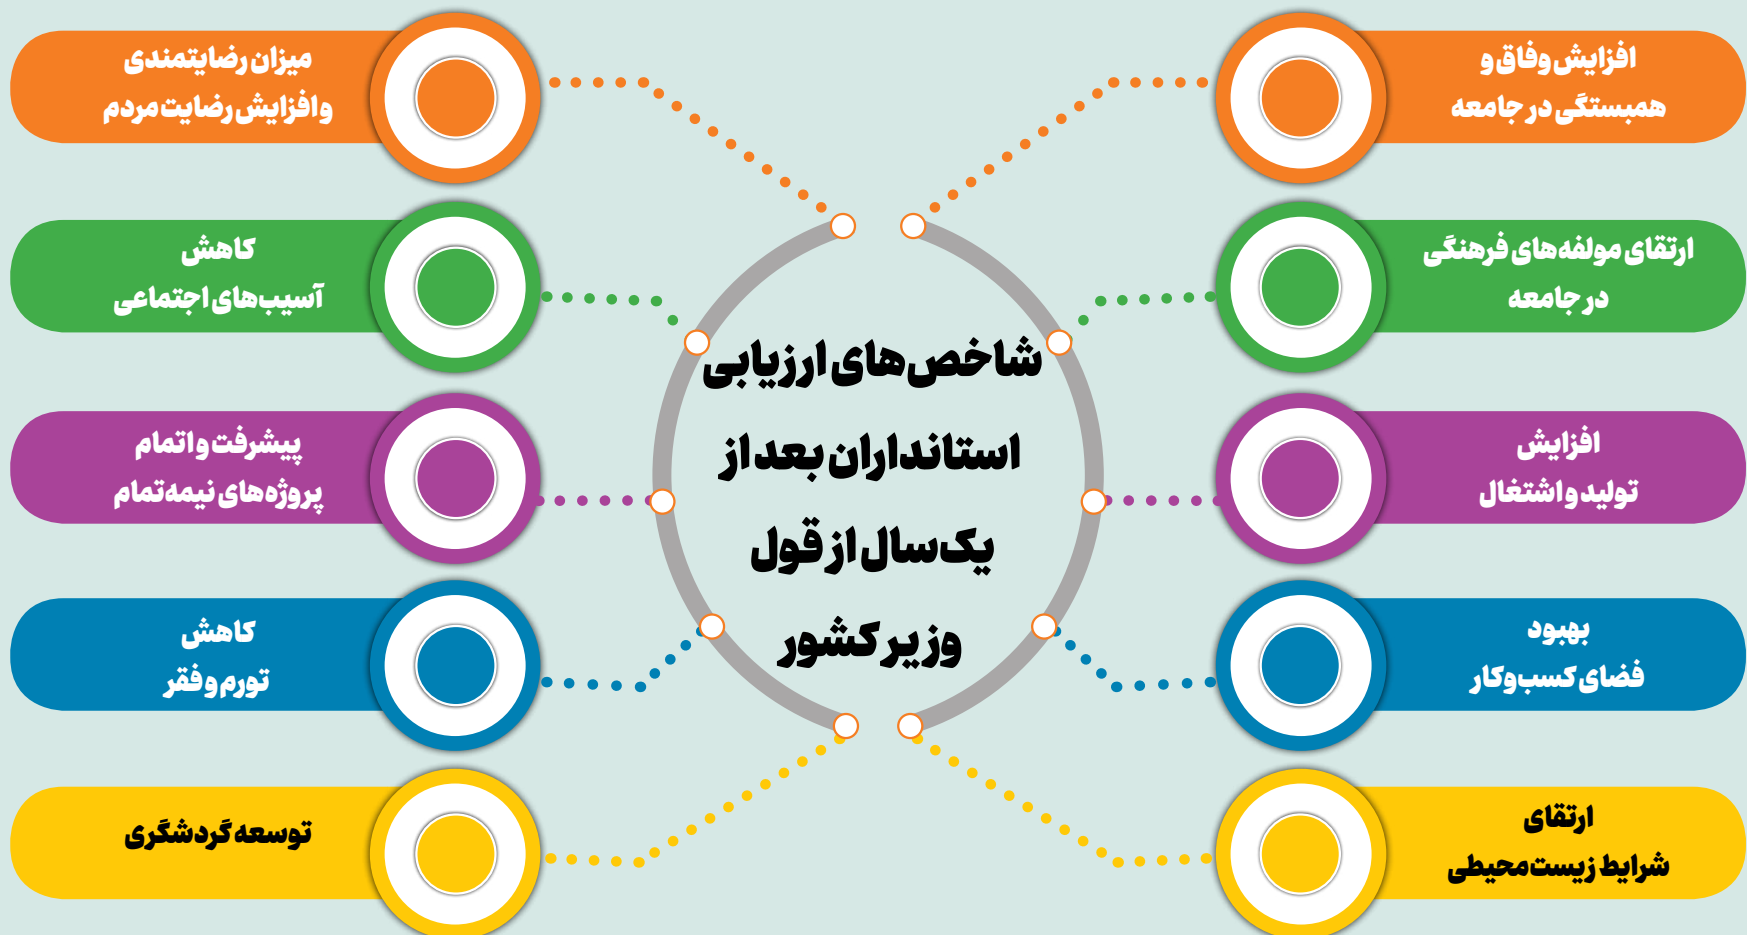 شاخص‌های ارزیابی
استانداران بعد از
یک‌سال از قول
وزیر کشور
افزایش وفاق و
همبستگی در جامعه
ارتقای مولفه‌های فرهنگی
در جامعه
افزایش
تولید و اشتغال
بهبود
فضای کسب‌وکار
ارتقای
شرایط زیست‌محیطی
میزان رضایتمندی
و افزایش رضایت مردم
کاهش
آسیب‌های اجتماعی
پیشرفت و اتمام
پروژه‌های نیمه‌تمام
کاهش
تورم و فقر
توسعه گردشگری